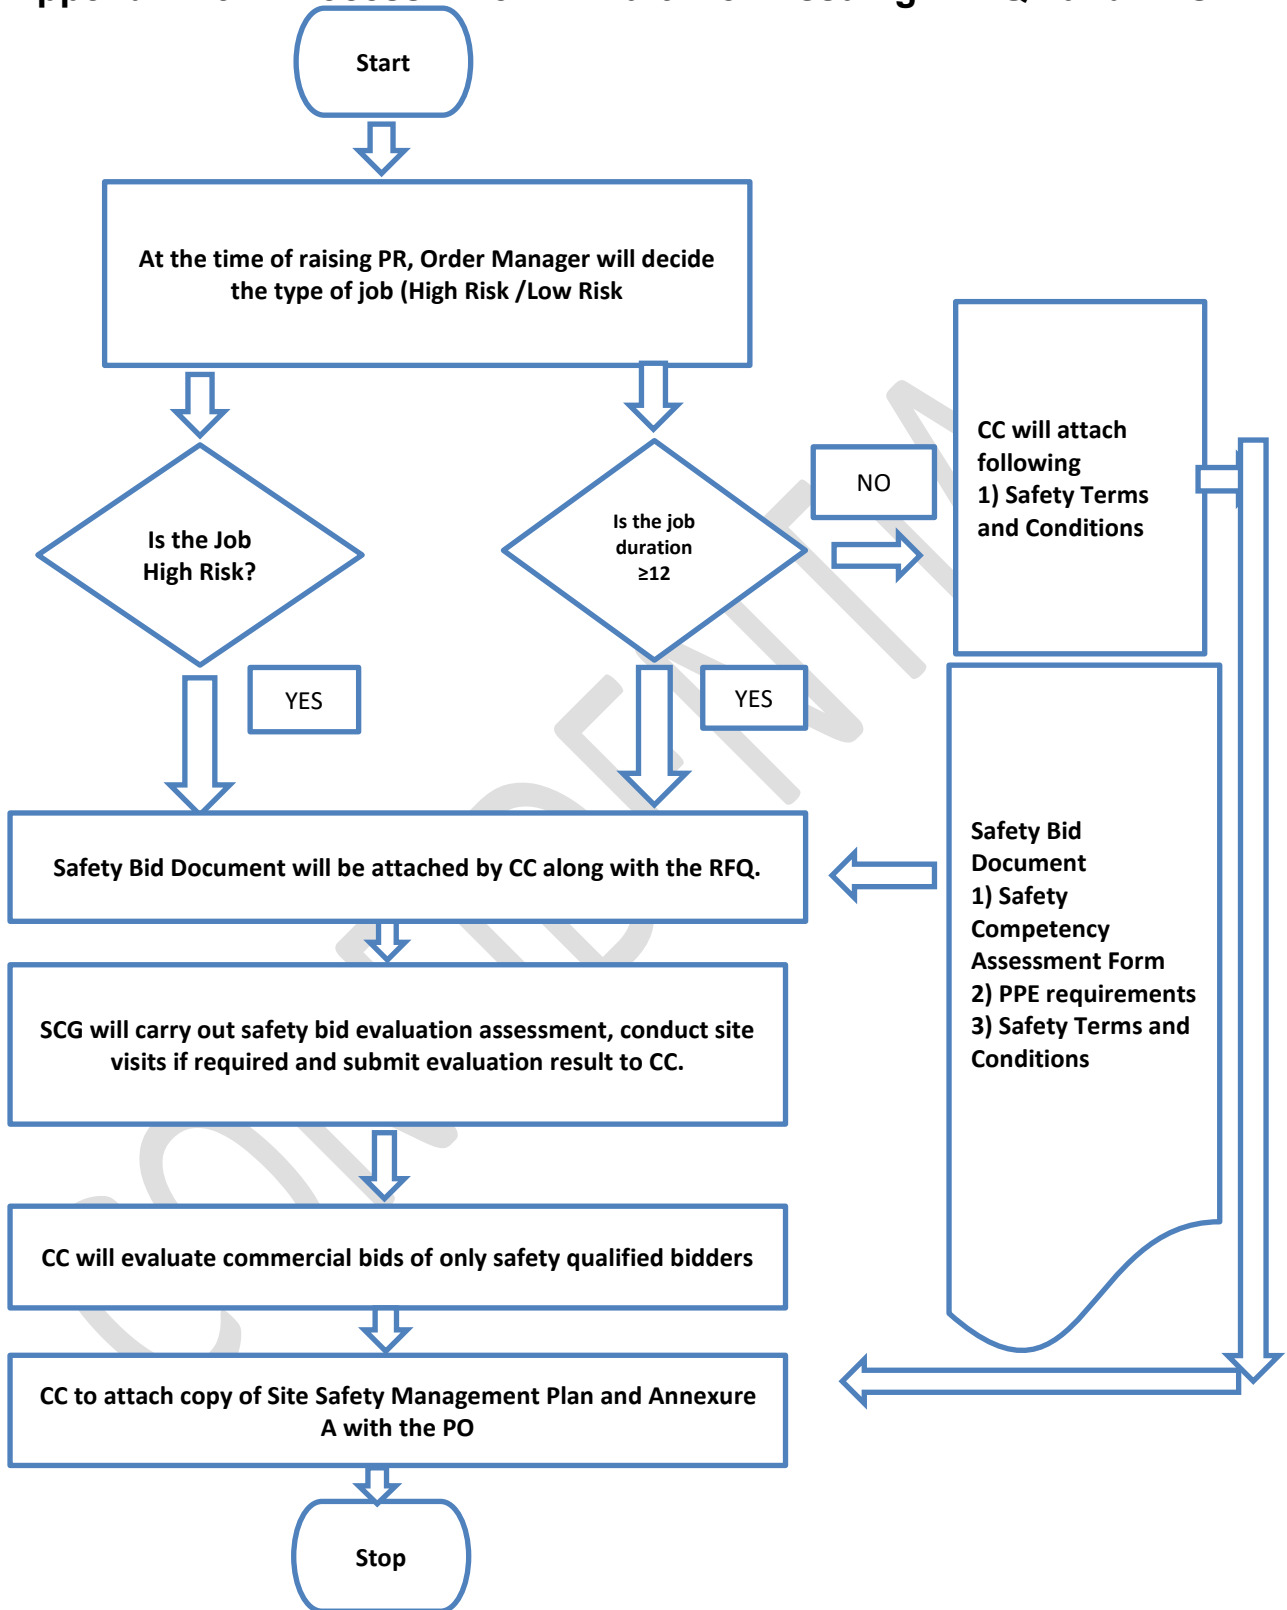 Start
At the time of raising PR, Order Manager will decide
the type of job (High Risk /Low Risk
Is the Job
High Risk?
YES
Is the job
duration
≥12
NO
YES
CC will attach
following
1) Safety Terms
and Conditions
Safety Bid Document will be attached by CC along with the RFQ.
Safety Bid
Document
1) Safety
Competency
Assessment Form
2) PPE requirements
3) Safety Terms and
Conditions
SCG will carry out safety bid evaluation assessment, conduct site
visits if required and submit evaluation result to CC.
CC will evaluate commercial bids of only safety qualified bidders
CC to attach copy of Site Safety Management Plan and Annexure
A with the PO
Stop